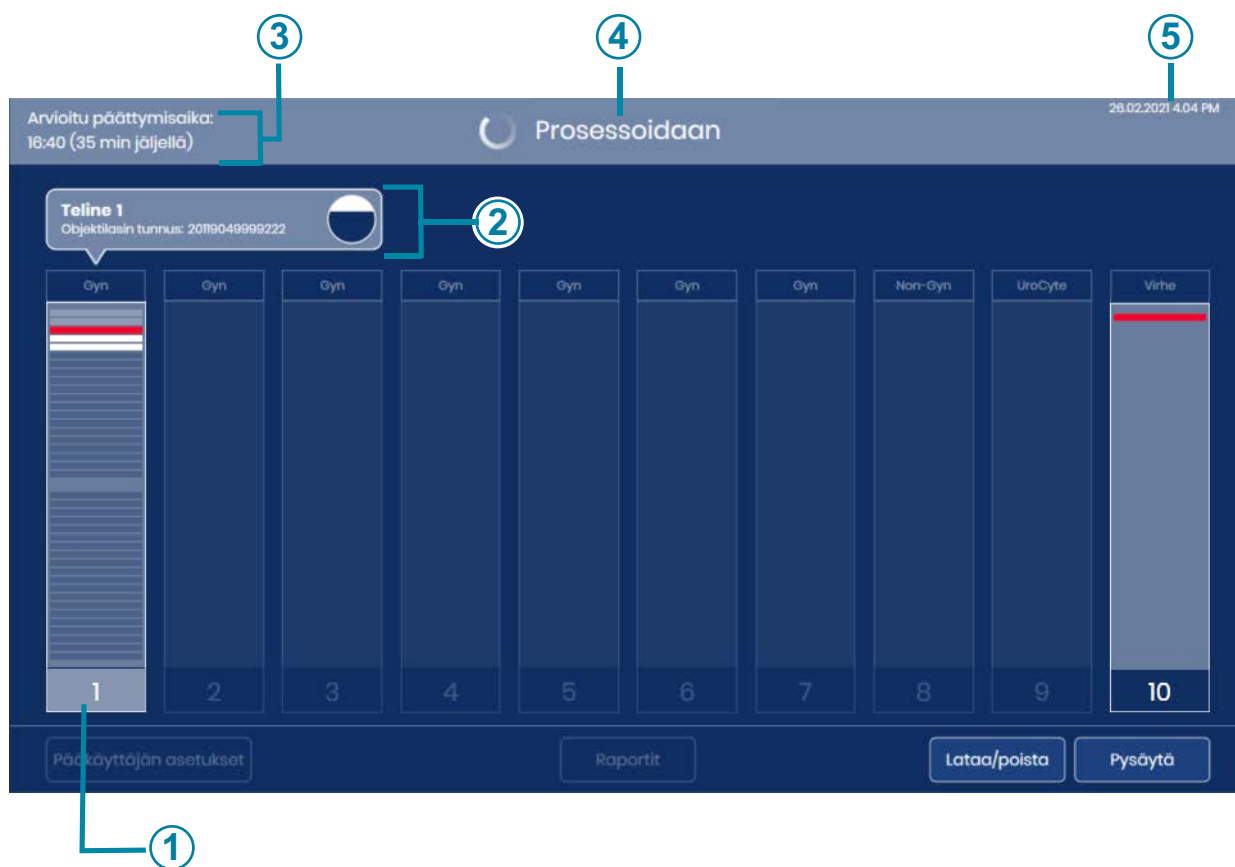 3
4
5
Arvioitu päättymisaika:
16:40 (35 min jäljellä)
Prosessoidaan
26.02.2021 4.04 PM
Teline 1
Objektilasin tunnus: 20119049999222
2
Gyn Gyn Gyn Gyn Gyn Gyn Gyn Non-Gyn UroCyte Virhe
1 2 3 4 5 6 7 8 9 10
Pääkäyttäjän asetukset Raportit Lataa/poista Pysäytä
1